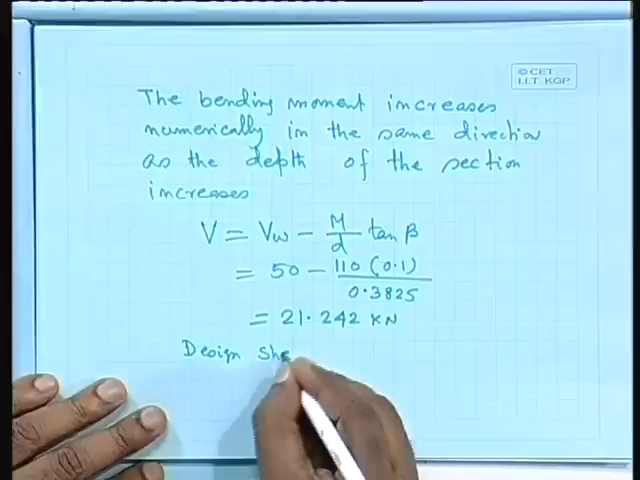 © CET
I.I.T. KGP
The bending moment increases
numerically in the same direction
as the depth of the section
increases
V = Vw - M/d tan β
= 50 - 110 (0.1) / 0.3825
= 21.242 KN
Design She